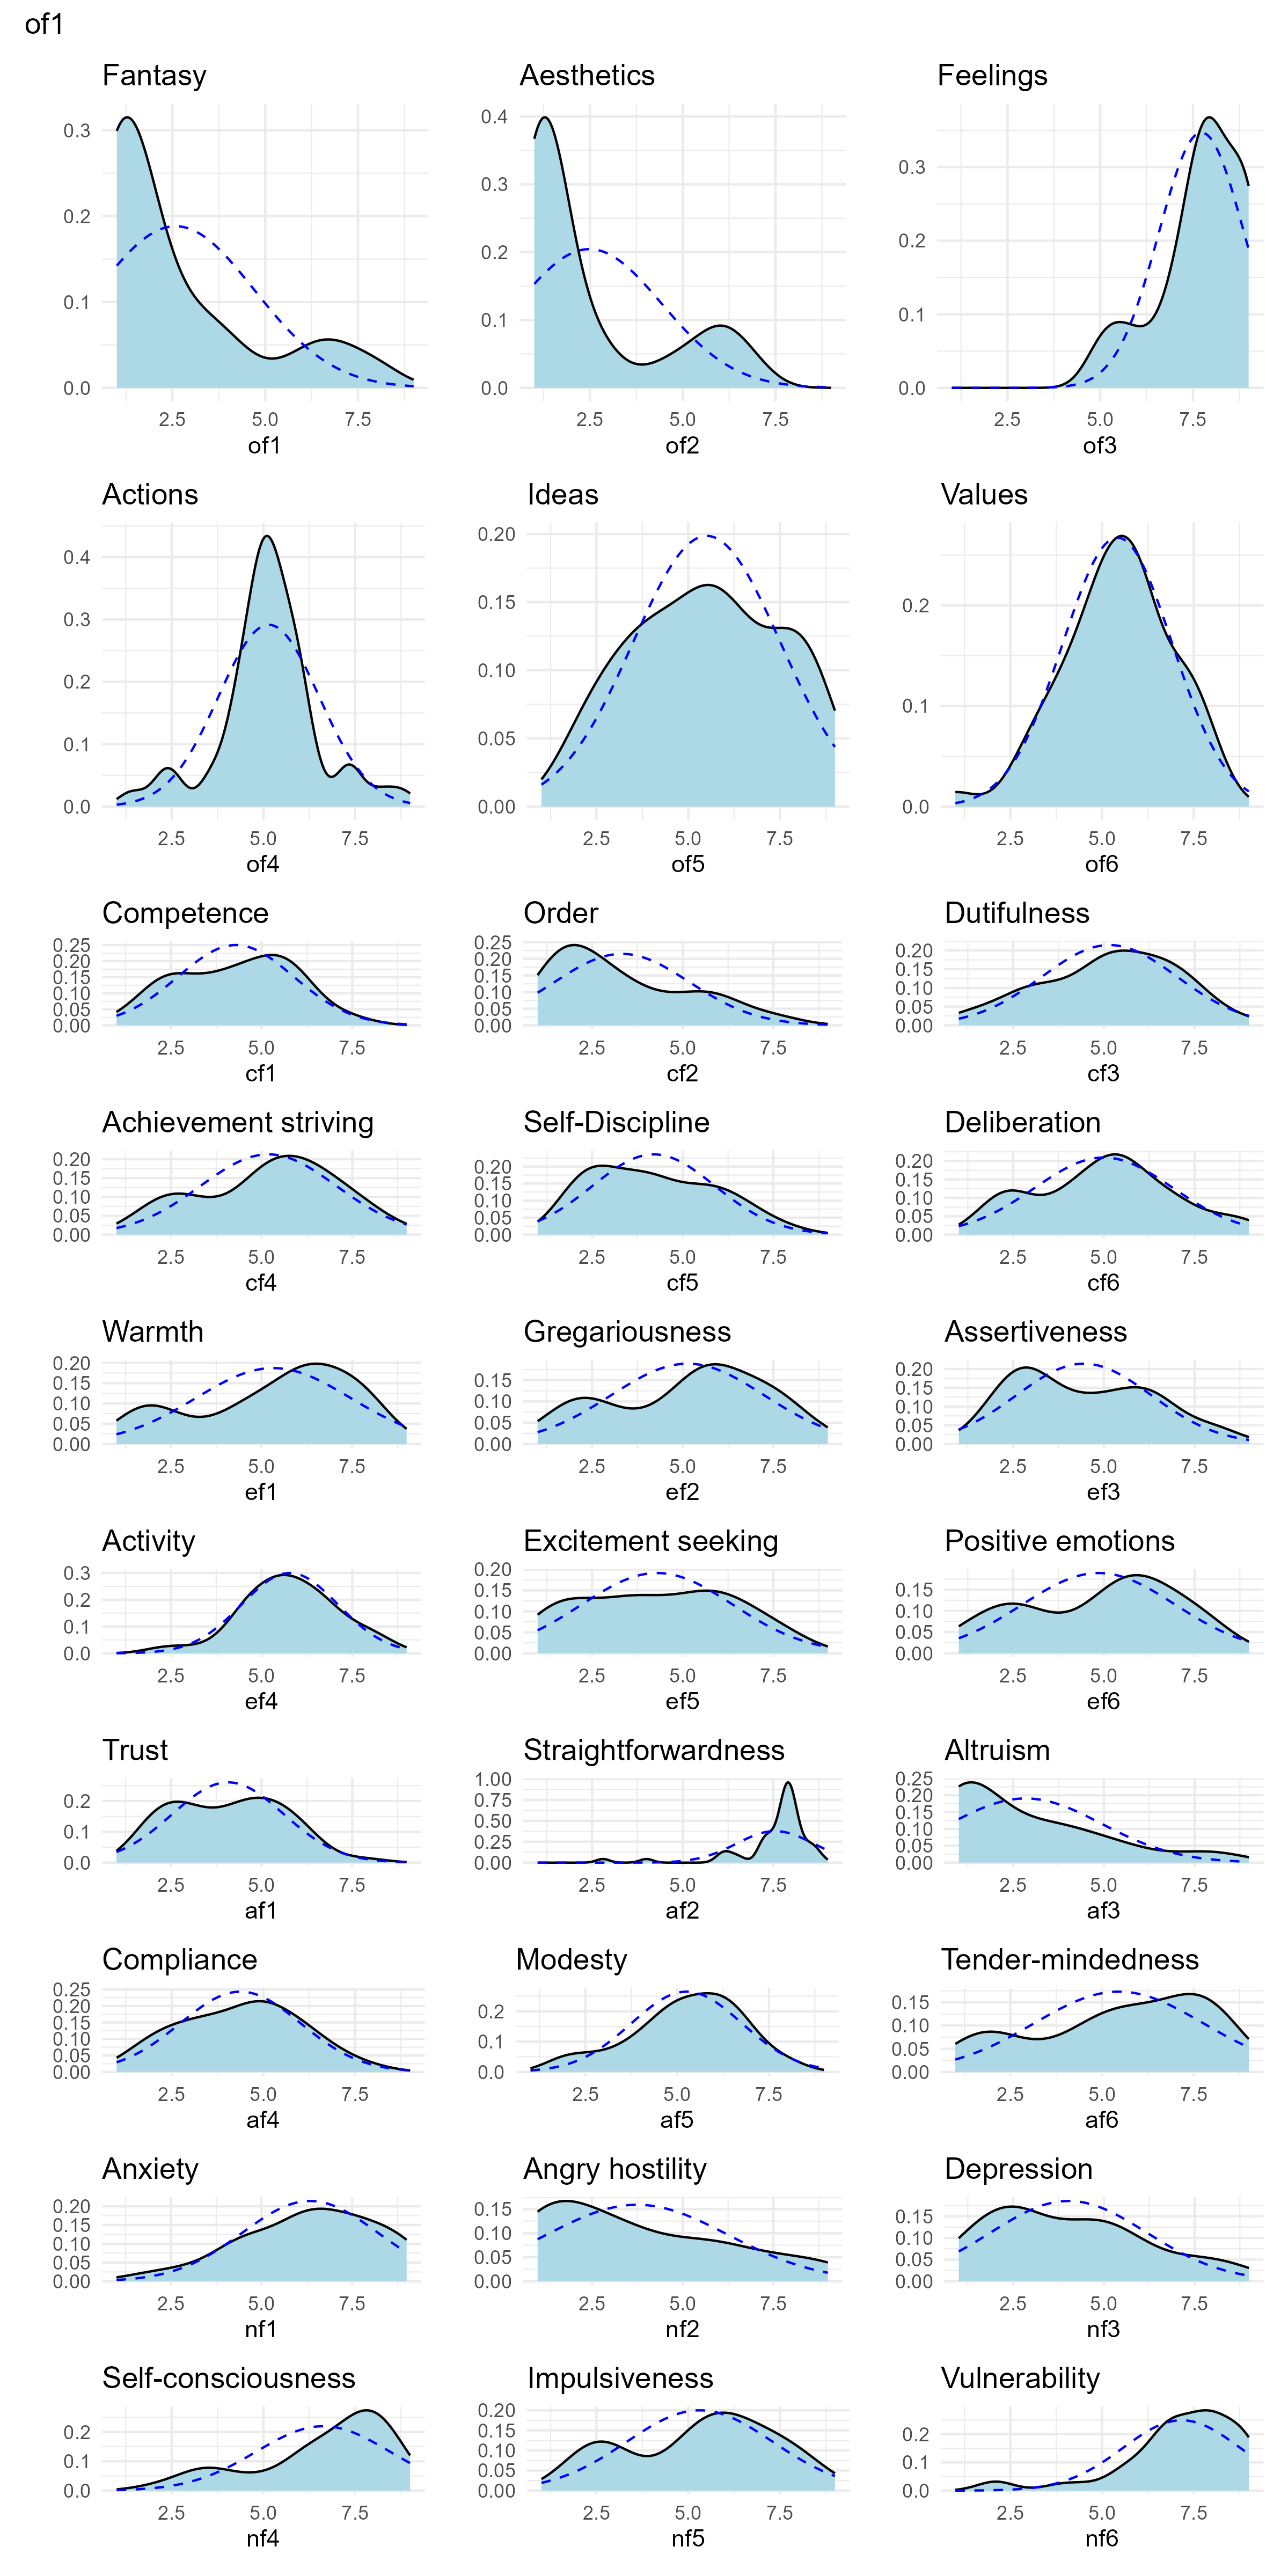 of1
Fantasy Aesthetics Feelings
0.3 0.4 0.3
0.2 0.3 0.2
0.1 0.2 0.1
0.0 0.1 0.0
0.0
2.5 5.0 7.5 2.5 5.0 7.5 2.5 5.0 7.5
of1 of2 of3
Actions Ideas Values
0.4 0.20 0.2
0.3 0.15 0.1
0.2 0.10 0.0
0.1 0.05
0.0 0.00
2.5 5.0 7.5 2.5 5.0 7.5 2.5 5.0 7.5
of4 of5 of6
Competence Order Dutifulness
0.25 0.25 0.20
0.20 0.20 0.15
0.15 0.15 0.10
0.10 0.10 0.05
0.05 0.05 0.00
0.00 0.00
2.5 5.0 7.5 2.5 5.0 7.5 2.5 5.0 7.5
cf1 cf2 cf3
Achievement striving Self-Discipline Deliberation
0.20 0.20 0.20
0.15 0.15 0.15
0.10 0.10 0.10
0.05 0.05 0.05
0.00 0.00 0.00
2.5 5.0 7.5 2.5 5.0 7.5 2.5 5.0 7.5
cf4 cf5 cf6
Warmth Gregariousness Assertiveness
0.20 0.15 0.20
0.15 0.10 0.15
0.10 0.05 0.10
0.05 0.00 0.05
0.00 0.00
2.5 5.0 7.5 2.5 5.0 7.5 2.5 5.0 7.5
ef1 ef2 ef3
Activity Excitement seeking Positive emotions
0.3 0.20 0.15
0.2 0.15 0.10
0.1 0.10 0.05
0.0 0.05 0.00
0.00
2.5 5.0 7.5 2.5 5.0 7.5 2.5 5.0 7.5
ef4 ef5 ef6
Trust Straightforwardness Altruism
0.2 1.00 0.25
0.1 0.75 0.20
0.0 0.50 0.15
0.25 0.10
0.00 0.05
0.00
2.5 5.0 7.5 2.5 5.0 7.5 2.5 5.0 7.5
af1 af2 af3
Compliance Modesty Tender-mindedness
0.25 0.2 0.15
0.20 0.1 0.10
0.15 0.0 0.05
0.10 0.00
0.05
0.00
2.5 5.0 7.5 2.5 5.0 7.5 2.5 5.0 7.5
af4 af5 af6
Anxiety Angry hostility Depression
0.20 0.15 0.15
0.15 0.10 0.10
0.10 0.05 0.05
0.05 0.00 0.00
0.00
2.5 5.0 7.5 2.5 5.0 7.5 2.5 5.0 7.5
nf1 nf2 nf3
Self-consciousness Impulsiveness Vulnerability
0.2 0.20 0.2
0.1 0.15 0.1
0.0 0.10 0.0
0.05
0.00
2.5 5.0 7.5 2.5 5.0 7.5 2.5 5.0 7.5
nf4 nf5 nf6